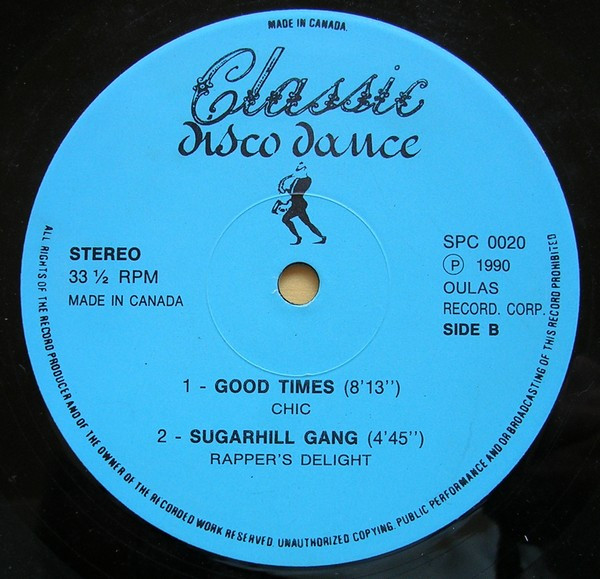 MADE IN CANADA.
Classic
disco dance
STEREO
33 ½ RPM
MADE IN CANADA
SPC 0020
Ⓟ 1990
OULAS
RECORD. CORP.
SIDE B
1 - GOOD TIMES (8'13'')
CHIC
2 - SUGARHILL GANG (4'45'')
RAPPER'S DELIGHT
ALL RIGHTS OF THE RECORD PRODUCER AND OF THE OWNER OF THE RECORDED WORK RESERVED. UNAUTHORIZED COPYING, PUBLIC PERFORMANCE AND/OR BROADCASTING OF THIS RECORD PROHIBITED